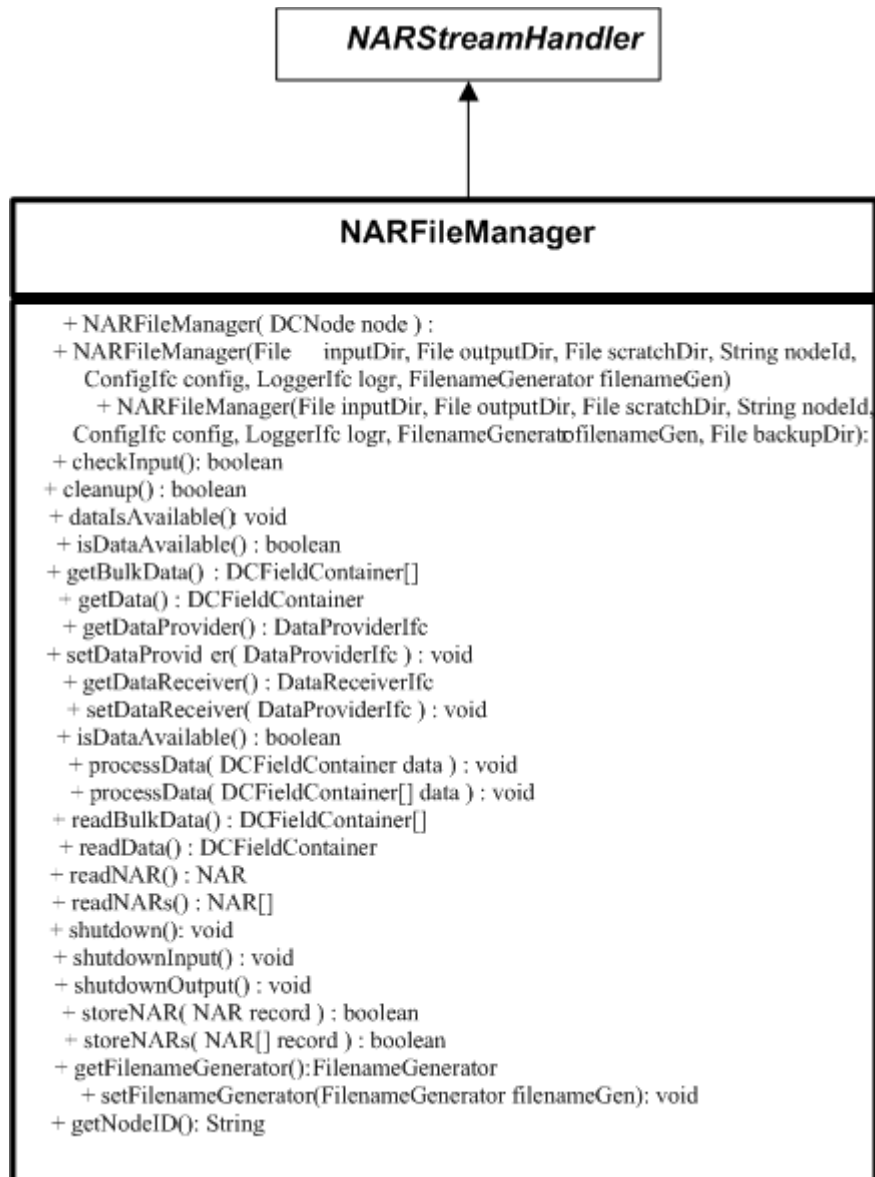 NARStreamHandler
NARFileManager
+ NARFileManager( DCNode node ) :
+ NARFileManager(File inputDir, File outputDir, File scratchDir, String nodeId,
ConfigIfc config, LoggerIfc logr, FilenameGenerator filenameGen)
+ NARFileManager(File inputDir, File outputDir, File scratchDir, String nodeId,
ConfigIfc config, LoggerIfc logr, FilenameGeneratofilenameGen, File backupDir):
+ checkInput(): boolean
+ cleanup() : boolean
+ dataIsAvailable(): void
+ isDataAvailable() : boolean
+ getBulkData() : DCFieldContainer[]
+ getData() : DCFieldContainer
+ getDataProvider() : DataProviderIfc
+ setDataProvid er( DataProviderIfc ) : void
+ getDataReceiver() : DataReceiverIfc
+ setDataReceiver( DataProviderIfc ) : void
+ isDataAvailable() : boolean
+ processData( DCFieldContainer data ) : void
+ processData( DCFieldContainer[] data ) : void
+ readBulkData() : DCFieldContainer[]
+ readData() : DCFieldContainer
+ readNAR() : NAR
+ readNARs() : NAR[]
+ shutdown(): void
+ shutdownInput() : void
+ shutdownOutput() : void
+ storeNAR( NAR record ) : boolean
+ storeNARs( NAR[] record ) : boolean
+ getFilenameGenerator():FilenameGenerator
+ setFilenameGenerator(FilenameGenerator filenameGen): void
+ getNodeID(): String